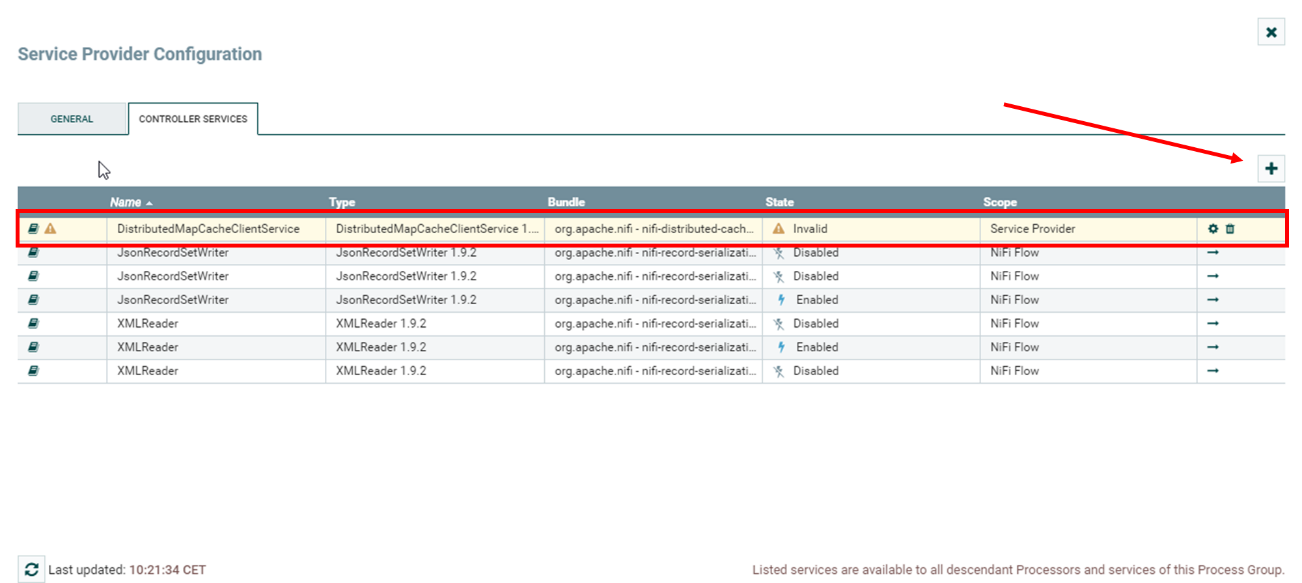 Service Provider Configuration
GENERAL CONTROLLER SERVICES
Name Type Bundle State Scope
DistributedMapCacheClientService DistributedMapCacheClientService 1.... org.apache.nifi - nifi-distributed-cach... Invalid Service Provider
JsonRecordSetWriter JsonRecordSetWriter 1.9.2 org.apache.nifi - nifi-record-serializati... Disabled NiFi Flow
JsonRecordSetWriter JsonRecordSetWriter 1.9.2 org.apache.nifi - nifi-record-serializati... Disabled NiFi Flow
JsonRecordSetWriter JsonRecordSetWriter 1.9.2 org.apache.nifi - nifi-record-serializati... Enabled NiFi Flow
XMLReader XMLReader 1.9.2 org.apache.nifi - nifi-record-serializati... Disabled NiFi Flow
XMLReader XMLReader 1.9.2 org.apache.nifi - nifi-record-serializati... Enabled NiFi Flow
XMLReader XMLReader 1.9.2 org.apache.nifi - nifi-record-serializati... Disabled NiFi Flow
Last updated: 10:21:34 CET Listed services are available to all descendant Processors and services of this Process Group.